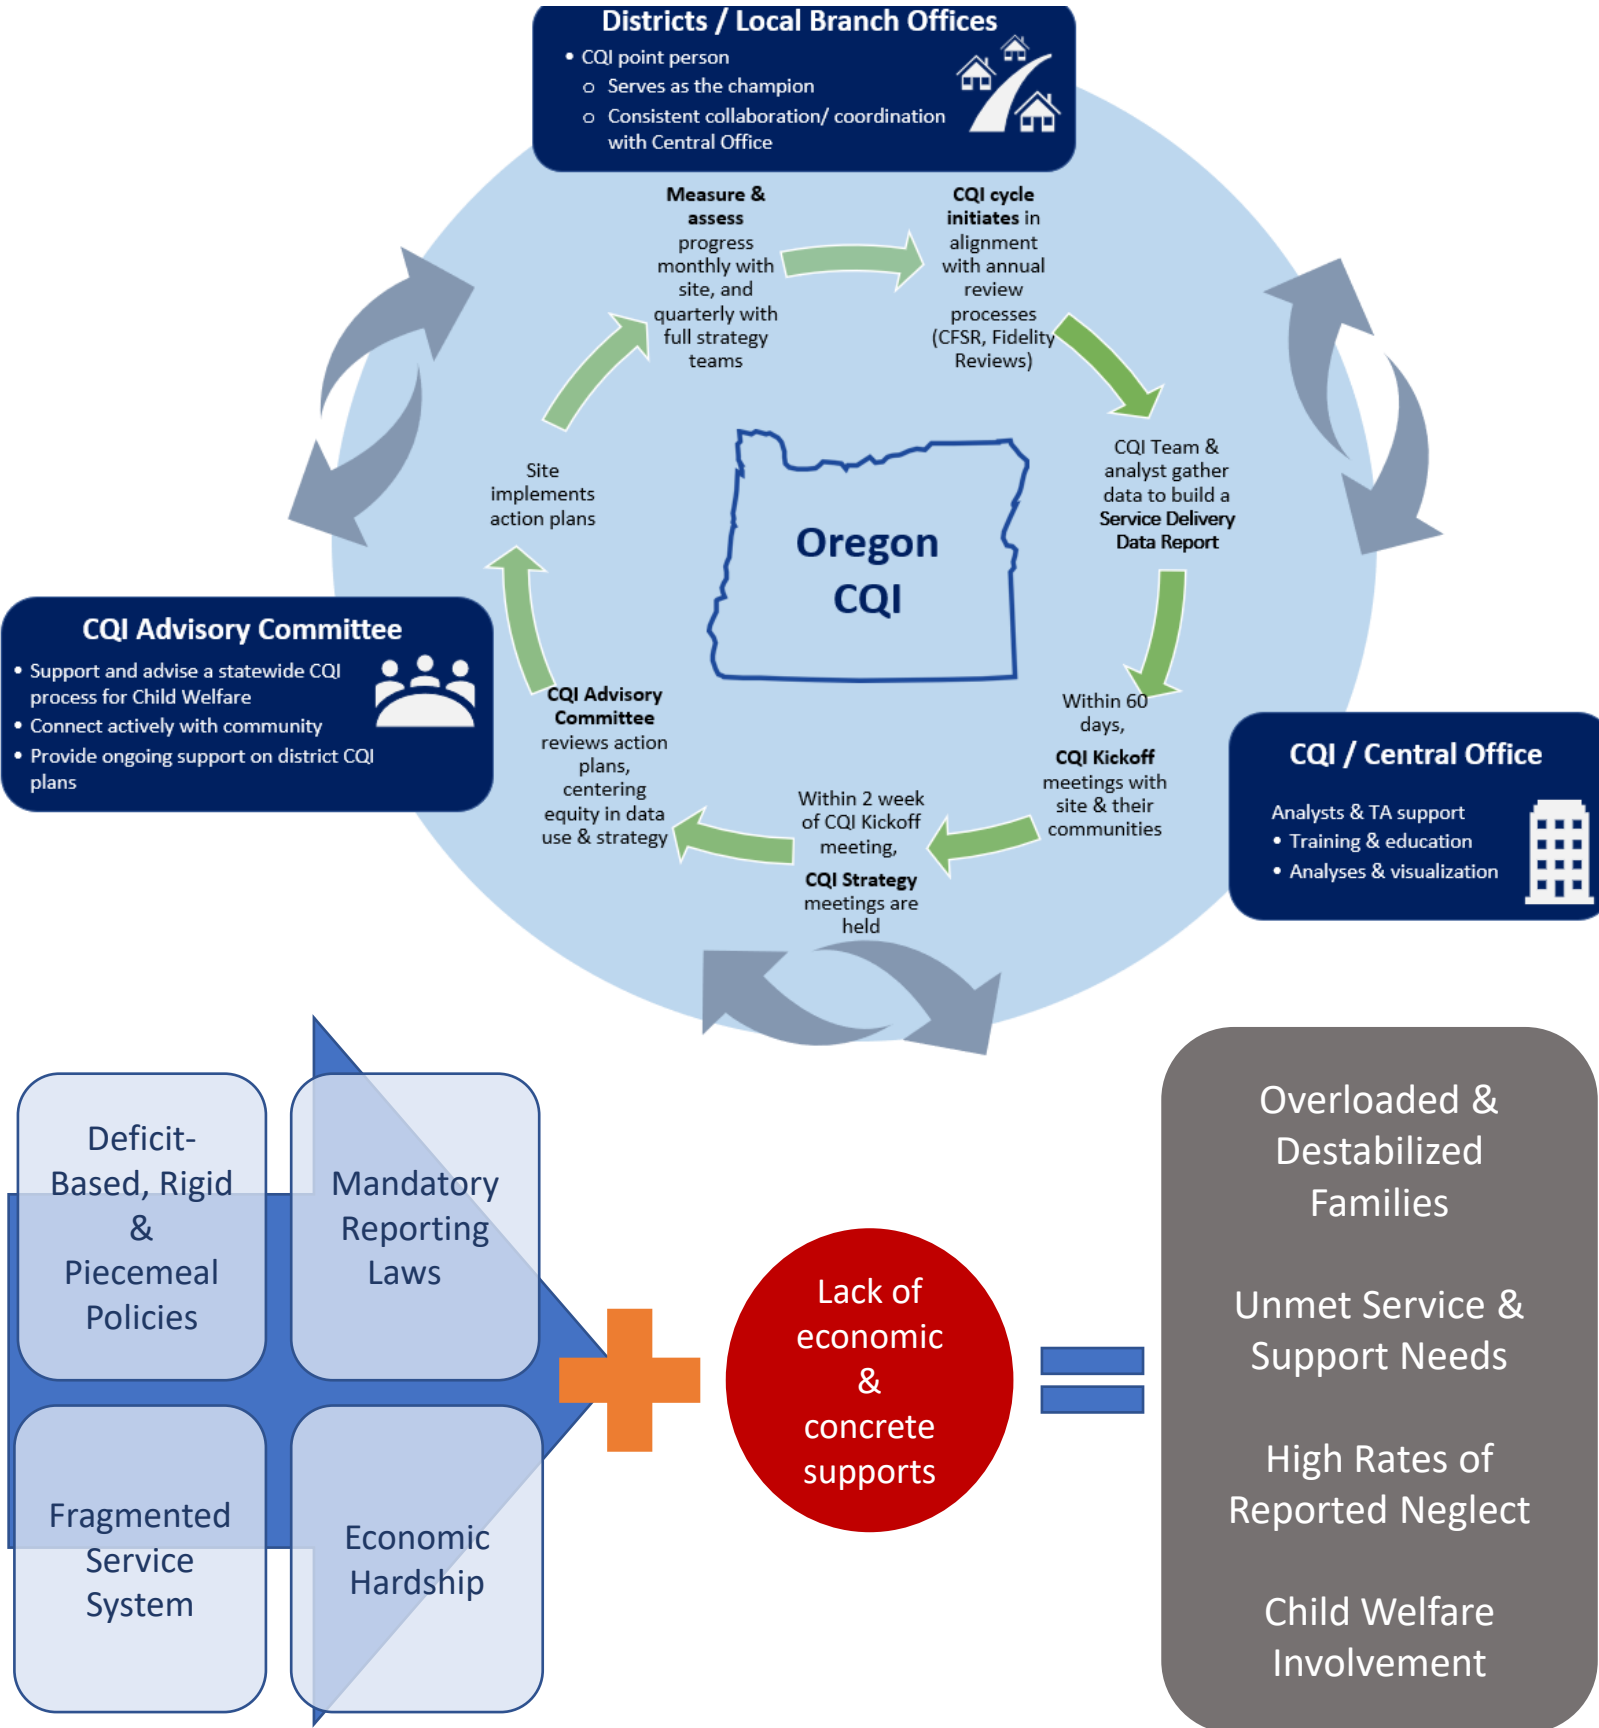 Districts / Local Branch Offices
• CQI point person
o Serves as the champion
o Consistent collaboration/ coordination
with Central Office
Measure &
assess
progress
monthly with
site, and
quarterly with
full strategy
teams
CQI cycle
initiates in
alignment
with annual
review
processes
(CFSR, Fidelity
Reviews)
CQI Team &
analyst gather
data to build a
Service Delivery
Data Report
Within 60
days,
CQI Kickoff
meetings with
site & their
communities
Within 2 week
of CQI Kickoff
meeting,
CQI Strategy
meetings are
held
CQI Advisory
Committee
reviews action
plans,
centering
equity in data
use & strategy
Site
implements
action plans
Oregon
CQI
CQI Advisory Committee
• Support and advise a statewide CQI
process for Child Welfare
• Connect actively with community
• Provide ongoing support on district CQI
plans
CQI / Central Office
Analysts & TA support
• Training & education
• Analyses & visualization
Deficit-
Based, Rigid
&
Piecemeal
Policies
Mandatory
Reporting
Laws
Fragmented
Service
System
Economic
Hardship
Lack of
economic
&
concrete
supports
Overloaded &
Destabilized
Families
Unmet Service &
Support Needs
High Rates of
Reported Neglect
Child Welfare
Involvement